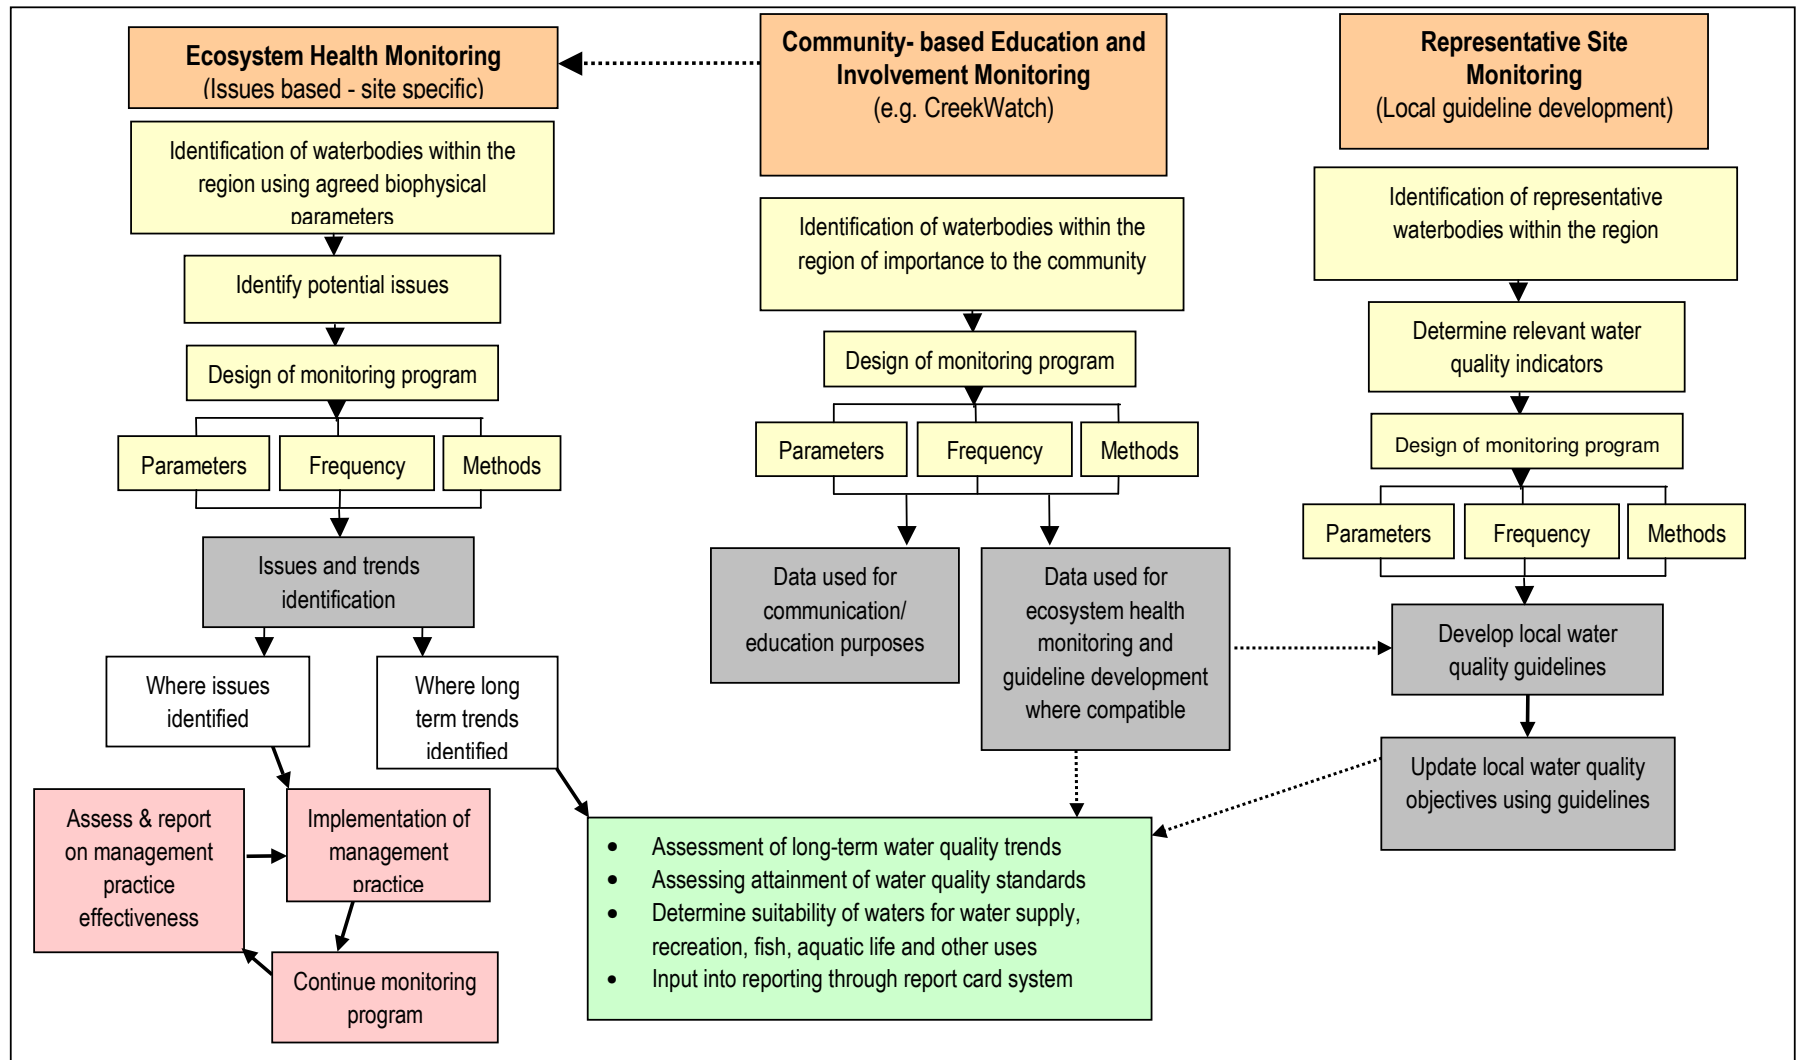 Ecosystem Health Monitoring
(Issues based - site specific)
Identification of waterbodies within the
region using agreed biophysical
parameters
Identify potential issues
Design of monitoring program
Parameters
Frequency
Methods
Issues and trends
identification
Where issues
identified
Where long
term trends
identified
Assess & report
on management
practice
effectiveness
Implementation of
management
practice
Continue monitoring
program
Community- based Education and
Involvement Monitoring
(e.g. CreekWatch)
Identification of waterbodies within the
region of importance to the community
Design of monitoring program
Parameters
Frequency
Methods
Data used for
communication/
education purposes
Data used for
ecosystem health
monitoring and
guideline development
where compatible
Representative Site
Monitoring
(Local guideline development)
Identification of representative
waterbodies within the region
Determine relevant water
quality indicators
Design of monitoring program
Parameters
Frequency
Methods
Develop local water
quality guidelines
Update local water quality
objectives using guidelines
• Assessment of long-term water quality trends
• Assessing attainment of water quality standards
• Determine suitability of waters for water supply,
recreation, fish, aquatic life and other uses
• Input into reporting through report card system